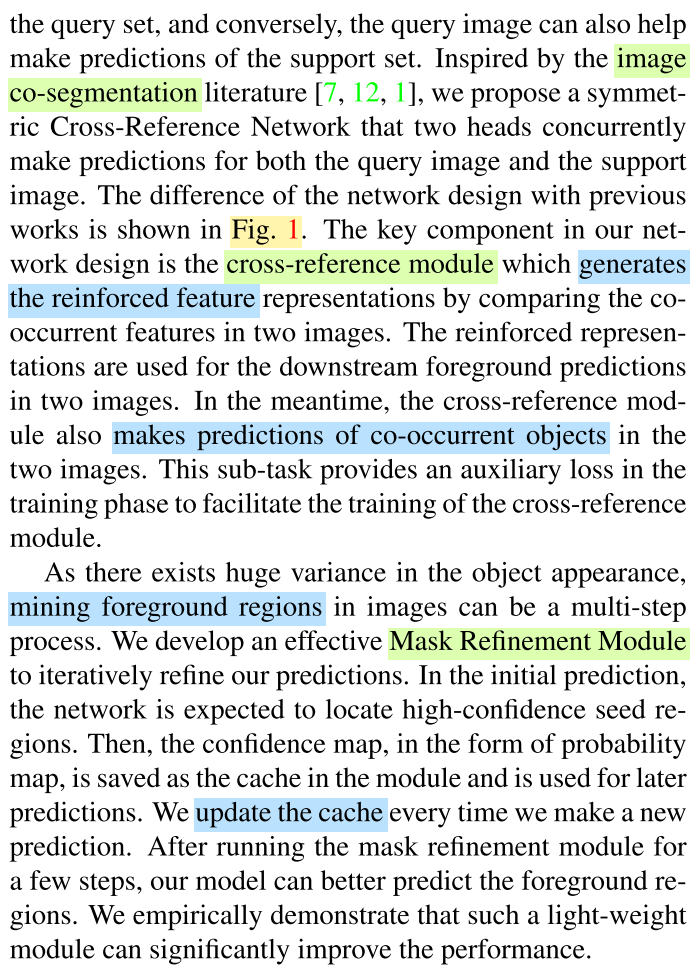 the query set, and conversely, the query image can also help
make predictions of the support set. Inspired by the image
co-segmentation literature [7, 12, 1], we propose a symmet-
ric Cross-Reference Network that two heads concurrently
make predictions for both the query image and the support
image. The difference of the network design with previous
works is shown in Fig. 1. The key component in our net-
work design is the cross-reference module which generates
the reinforced feature representations by comparing the co-
occurrent features in two images. The reinforced represen-
tations are used for the downstream foreground predictions
in two images. In the meantime, the cross-reference mod-
ule also makes predictions of co-occurrent objects in the
two images. This sub-task provides an auxiliary loss in the
training phase to facilitate the training of the cross-reference
module.
As there exists huge variance in the object appearance,
mining foreground regions in images can be a multi-step
process. We develop an effective Mask Refinement Module
to iteratively refine our predictions. In the initial prediction,
the network is expected to locate high-confidence seed re-
gions. Then, the confidence map, in the form of probability
map, is saved as the cache in the module and is used for later
predictions. We update the cache every time we make a new
prediction. After running the mask refinement module for
a few steps, our model can better predict the foreground re-
gions. We empirically demonstrate that such a light-weight
module can significantly improve the performance.